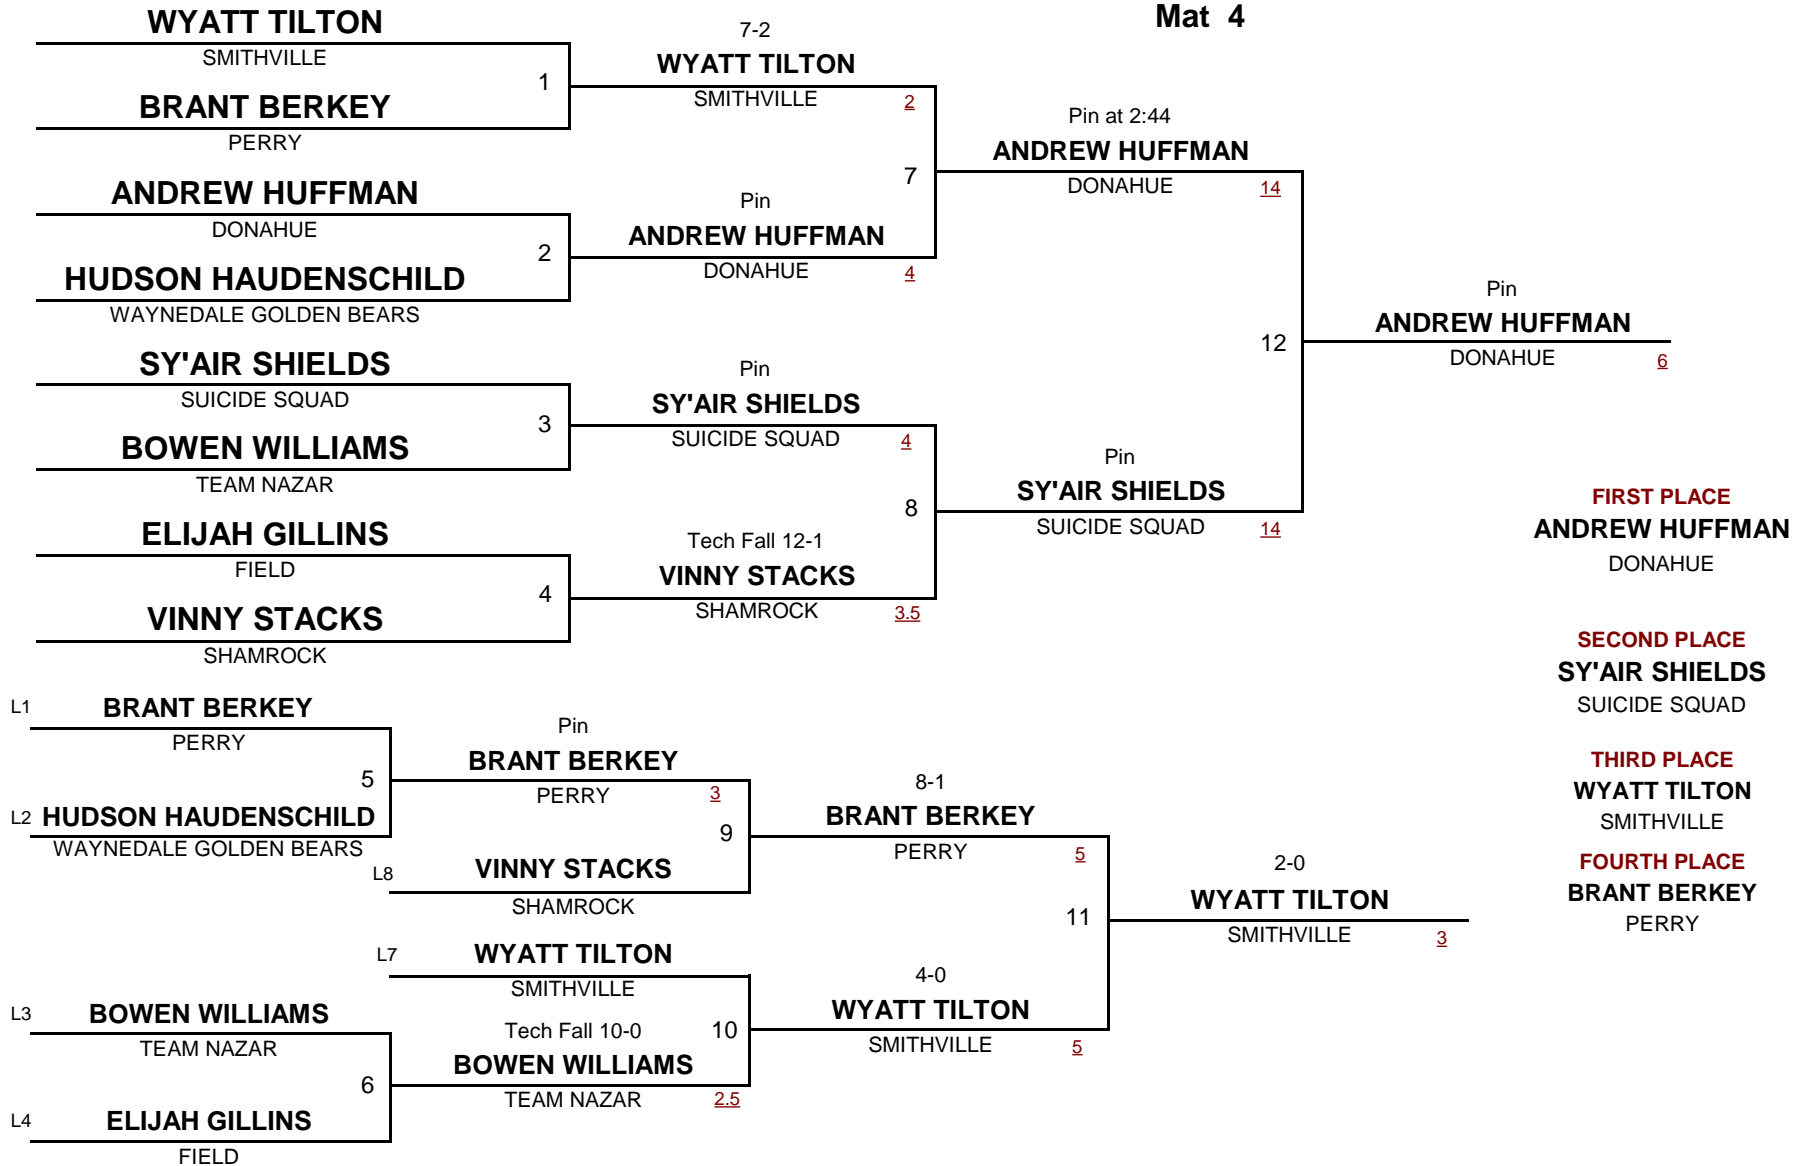 Mat 4
WYATT TILTON
SMITHVILLE
1
BRANT BERKEY
PERRY
ANDREW HUFFMAN
DONAHUE
2
HUDSON HAUDENSCHILD
WAYNEDALE GOLDEN BEARS
SY'AIR SHIELDS
SUICIDE SQUAD
3
BOWEN WILLIAMS
TEAM NAZAR
ELIJAH GILLINS
FIELD
4
VINNY STACKS
SHAMROCK
7-2
WYATT TILTON
SMITHVILLE 2
7
Pin
ANDREW HUFFMAN
DONAHUE 4
Pin
SY'AIR SHIELDS
SUICIDE SQUAD 4
8
Tech Fall 12-1
VINNY STACKS
SHAMROCK 3.5
Pin at 2:44
ANDREW HUFFMAN
DONAHUE 14
12
Pin
SY'AIR SHIELDS
SUICIDE SQUAD 14
Pin
ANDREW HUFFMAN
DONAHUE 6
FIRST PLACE
ANDREW HUFFMAN
DONAHUE
SECOND PLACE
SY'AIR SHIELDS
SUICIDE SQUAD
THIRD PLACE
WYATT TILTON
SMITHVILLE
FOURTH PLACE
BRANT BERKEY
PERRY
L1 BRANT BERKEY
PERRY
5
L2 HUDSON HAUDENSCHILD
WAYNEDALE GOLDEN BEARS
L3 BOWEN WILLIAMS
TEAM NAZAR
6
L4 ELIJAH GILLINS
FIELD
Pin
BRANT BERKEY
PERRY 3
9
L8 VINNY STACKS
SHAMROCK
L7 WYATT TILTON
SMITHVILLE
Tech Fall 10-0 10
BOWEN WILLIAMS
TEAM NAZAR 2.5
8-1
BRANT BERKEY
PERRY 5
11
4-0
WYATT TILTON
SMITHVILLE 5
2-0
WYATT TILTON
SMITHVILLE 3